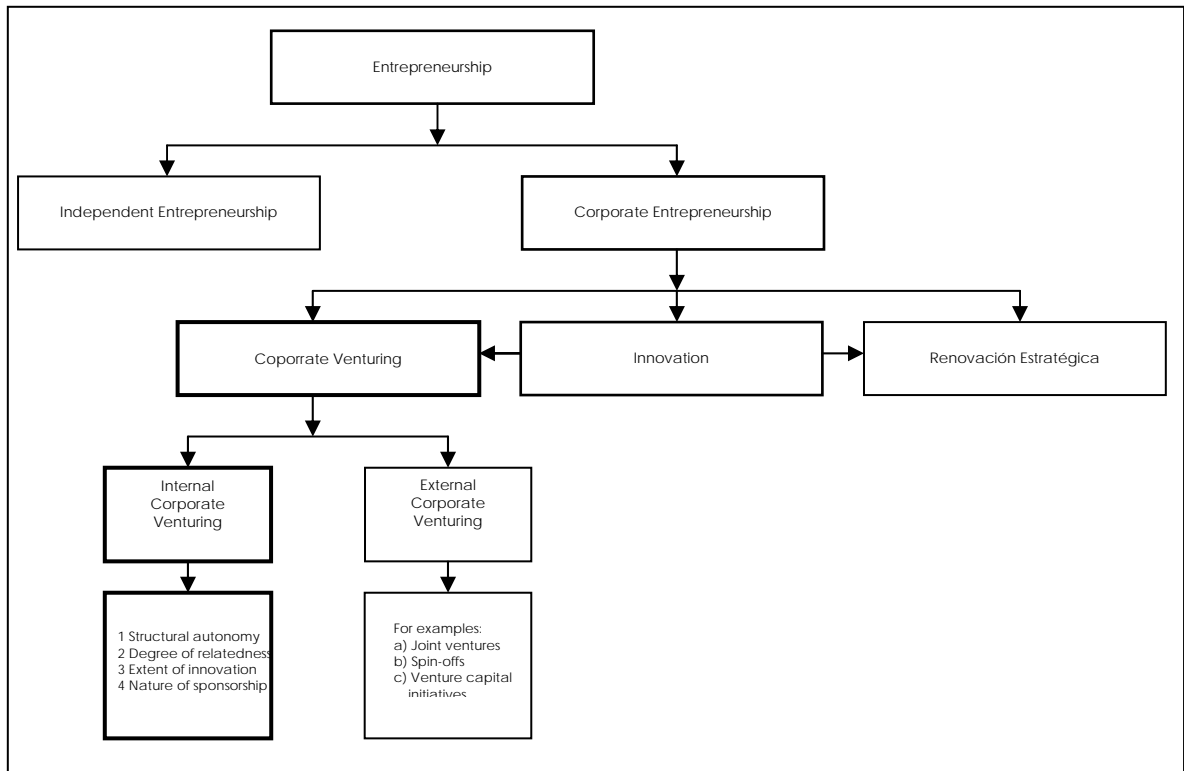 Entrepreneurship
Independent Entrepreneurship
Corporate Entrepreneurship
Coporrate Venturing
Innovation
Renovación Estratégica
Internal
Corporate
Venturing
External
Corporate
Venturing
1 Structural autonomy
2 Degree of relatedness
3 Extent of innovation
4 Nature of sponsorship
For examples:
a) Joint ventures
b) Spin-offs
c) Venture capital
initiatives